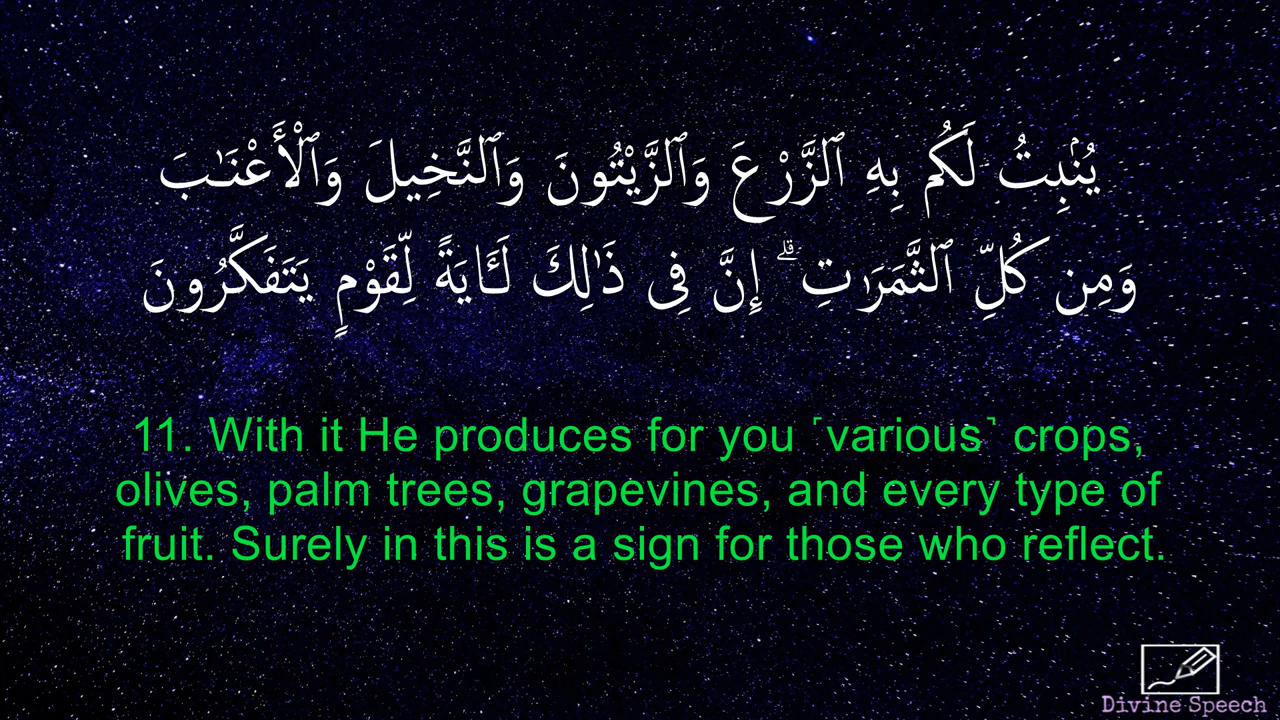 يُنۢبِتُ لَكُم بِهِ ٱلزَّرْعَ وَٱلزَّيْتُونَ وَٱلنَّخِيلَ وَٱلْأَعْنَـٰبَ
وَمِن كُلِّ ٱلثَّمَرَٰتِ ۗ إِنَّ فِى ذَٰلِكَ لَـَٔايَةً لِّقَوْمٍ يَتَفَكَّرُونَ
11. With it He produces for you ˹various˺ crops,
olives, palm trees, grapevines, and every type of
fruit. Surely in this is a sign for those who reflect.
Divine Speech